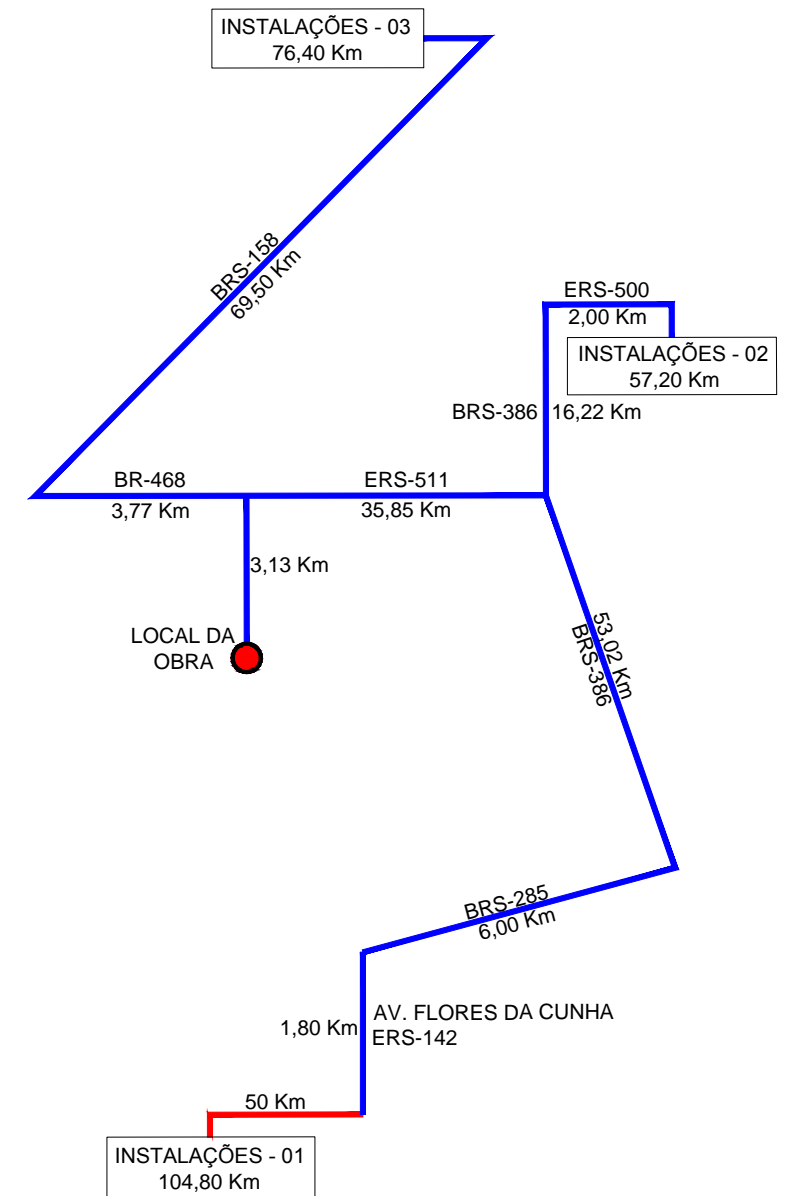 INSTALAÇÕES - 03
76,40 Km
BRS-158
69,50 Km
ERS-500
2,00 Km
INSTALAÇÕES - 02
57,20 Km
BRS-386
16,22 Km
BR-468
3,77 Km
ERS-511
35,85 Km
3,13 Km
LOCAL DA
OBRA
53,02 Km
BRS-386
BRS-285
6,00 Km
1,80 Km
AV. FLORES DA CUNHA
ERS-142
50 Km
INSTALAÇÕES - 01
104,80 Km